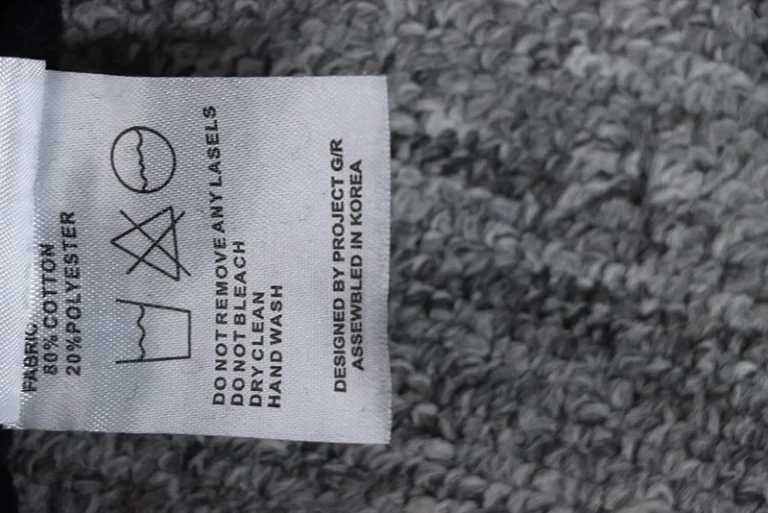 FABRIC
80% COTTON
20% POLYESTER
DO NOT REMOVE ANY LASELS
DO NOT BLEACH
DRY CLEAN
HAND WASH
DESIGNED BY PROJECT G/R
ASSEWBLED IN KOREA